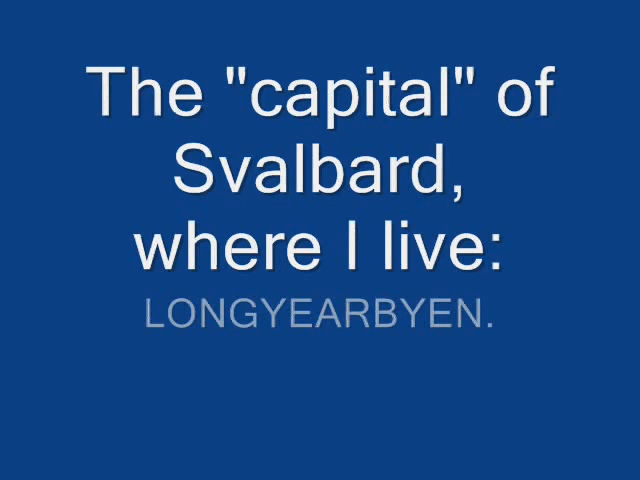 The "capital" of
Svalbard,
where I live:
LONGYEARBYEN.